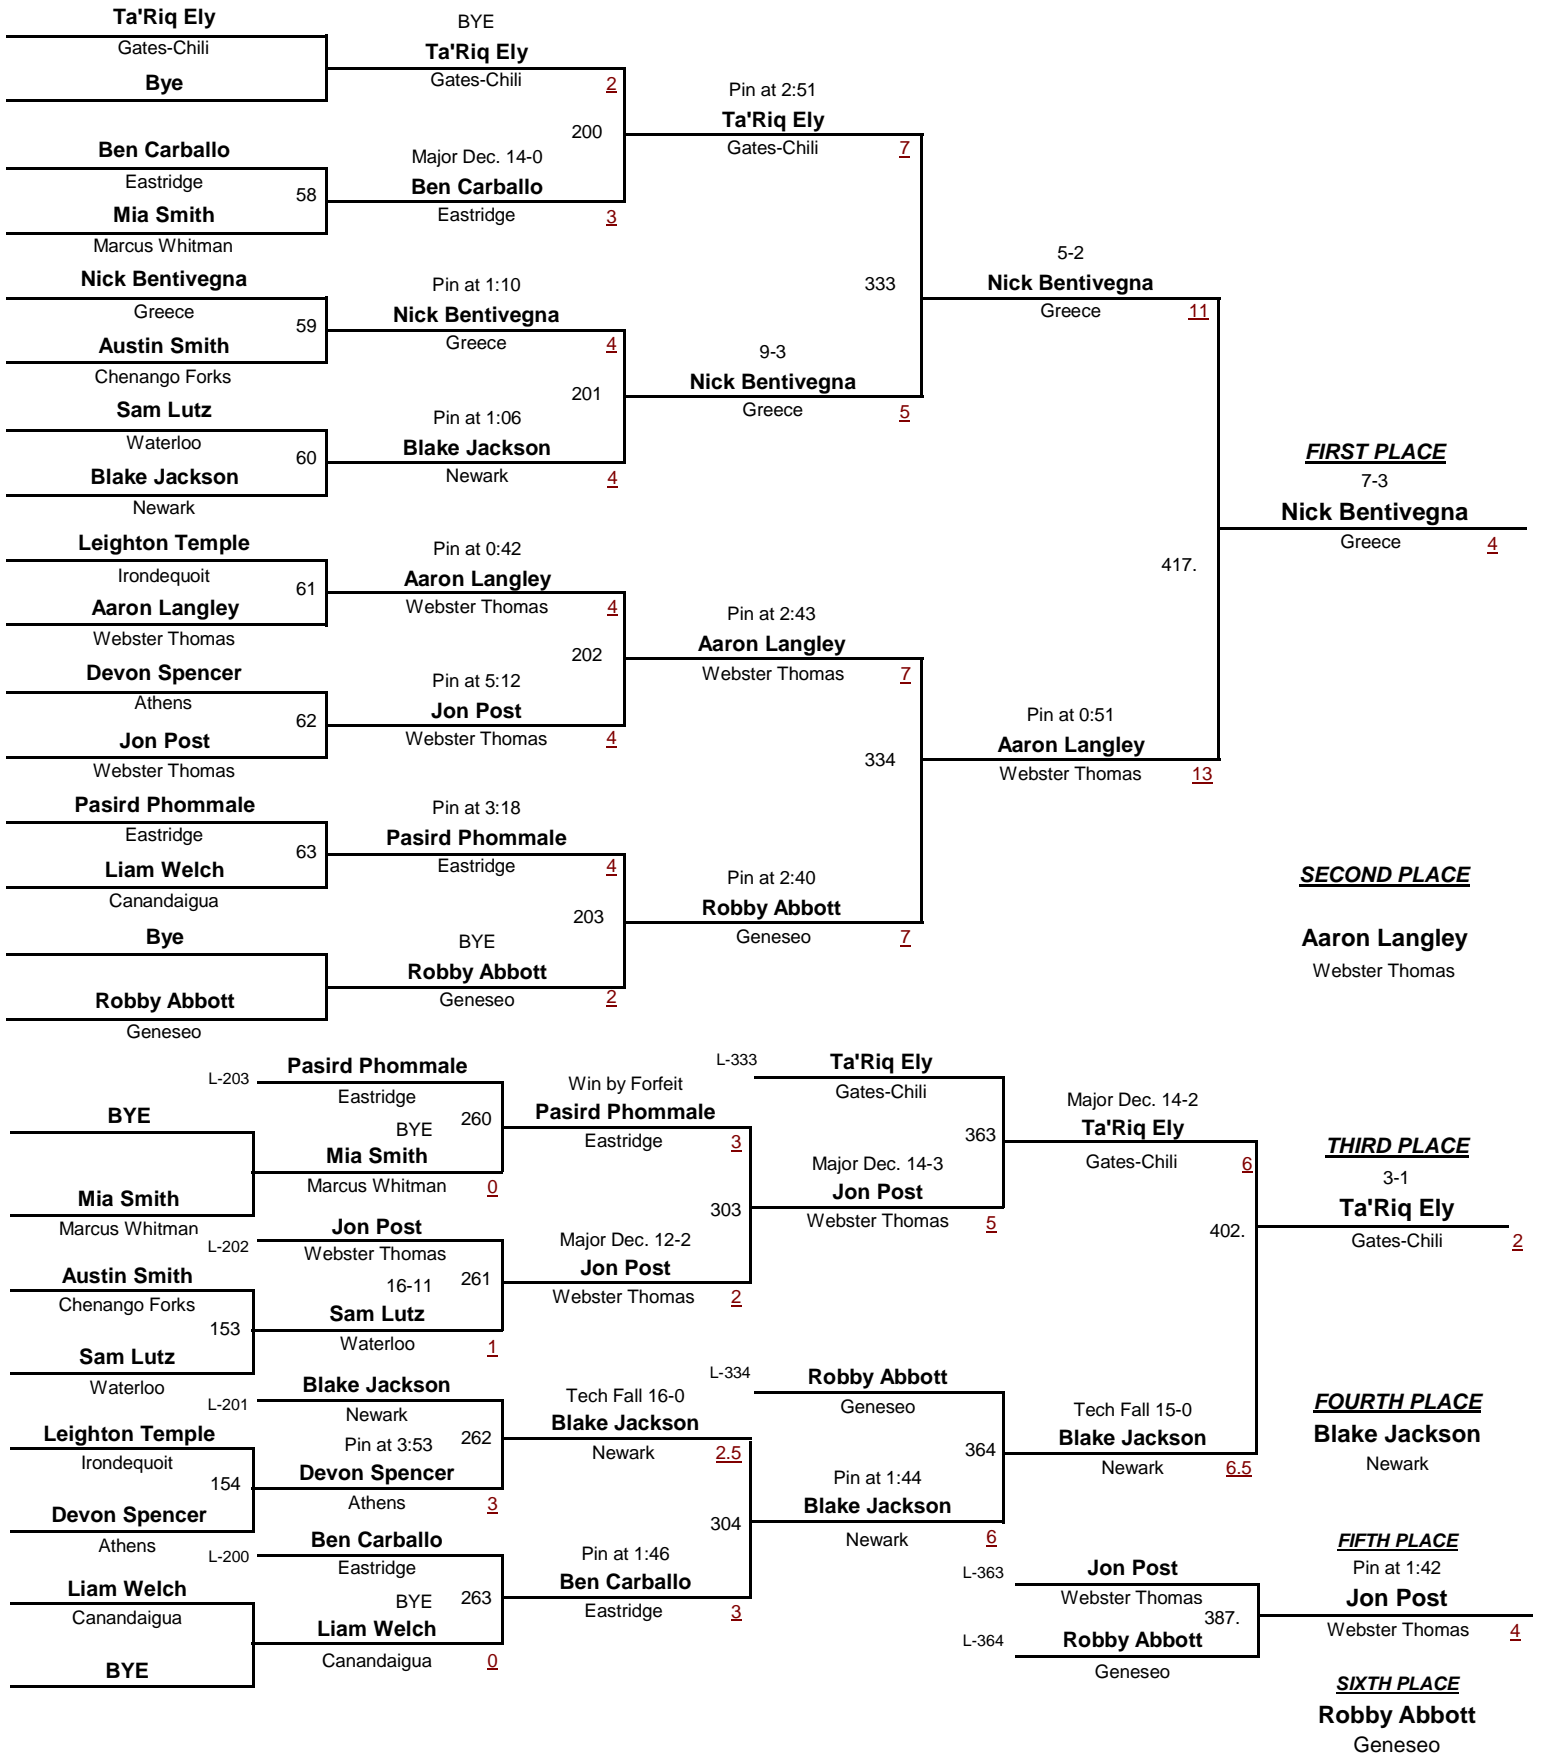 Ta'Riq Ely
Gates-Chili
Bye
BYE
Ta'Riq Ely
Gates-Chili
2
200
Pin at 2:51
Ta'Riq Ely
Gates-Chili
7
Ben Carballo
Eastridge
58
Mia Smith
Marcus Whitman
Major Dec. 14-0
Ben Carballo
Eastridge
3
333
5-2
Nick Bentivegna
Greece
11
Nick Bentivegna
Greece
59
Austin Smith
Chenango Forks
Pin at 1:10
Nick Bentivegna
Greece
4
201
9-3
Nick Bentivegna
Greece
5
Sam Lutz
Waterloo
60
Blake Jackson
Newark
Pin at 1:06
Blake Jackson
Newark
4
FIRST PLACE
7-3
Nick Bentivegna
Greece
4
417.
Leighton Temple
Irondequoit
61
Aaron Langley
Webster Thomas
Pin at 0:42
Aaron Langley
Webster Thomas
4
202
Pin at 2:43
Aaron Langley
Webster Thomas
7
Devon Spencer
Athens
62
Jon Post
Webster Thomas
Pin at 5:12
Jon Post
Webster Thomas
4
334
Pin at 0:51
Aaron Langley
Webster Thomas
13
Pasird Phommale
Eastridge
63
Liam Welch
Canandaigua
Pin at 3:18
Pasird Phommale
Eastridge
4
203
Pin at 2:40
Robby Abbott
Geneseo
7
Bye
Robby Abbott
Geneseo
BYE
Robby Abbott
Geneseo
2
SECOND PLACE
Aaron Langley
Webster Thomas
L-203
Pasird Phommale
Eastridge
260
BYE
BYE
Mia Smith
Marcus Whitman
0
Mia Smith
Marcus Whitman
Win by Forfeit
Pasird Phommale
Eastridge
3
303
L-333
Ta'Riq Ely
Gates-Chili
363
Major Dec. 14-3
Jon Post
Webster Thomas
5
Major Dec. 14-2
Ta'Riq Ely
Gates-Chili
6
402.
THIRD PLACE
3-1
Ta'Riq Ely
Gates-Chili
2
L-202
Jon Post
Webster Thomas
16-11
261
Sam Lutz
Waterloo
1
Austin Smith
Chenango Forks
153
Sam Lutz
Waterloo
Major Dec. 12-2
Jon Post
Webster Thomas
2
L-201
Blake Jackson
Newark
Pin at 3:53
262
Devon Spencer
Athens
3
Leighton Temple
Irondequoit
154
Devon Spencer
Athens
Tech Fall 16-0
Blake Jackson
Newark
2.5
304
L-334
Robby Abbott
Geneseo
364
Pin at 1:44
Blake Jackson
Newark
6
Tech Fall 15-0
Blake Jackson
Newark
6.5
FOURTH PLACE
Blake Jackson
Newark
L-200
Ben Carballo
Eastridge
BYE
263
Liam Welch
Canandaigua
0
Liam Welch
Canandaigua
BYE
Pin at 1:46
Ben Carballo
Eastridge
3
L-363
Jon Post
Webster Thomas
387.
L-364
Robby Abbott
Geneseo
FIFTH PLACE
Pin at 1:42
Jon Post
Webster Thomas
4
SIXTH PLACE
Robby Abbott
Geneseo